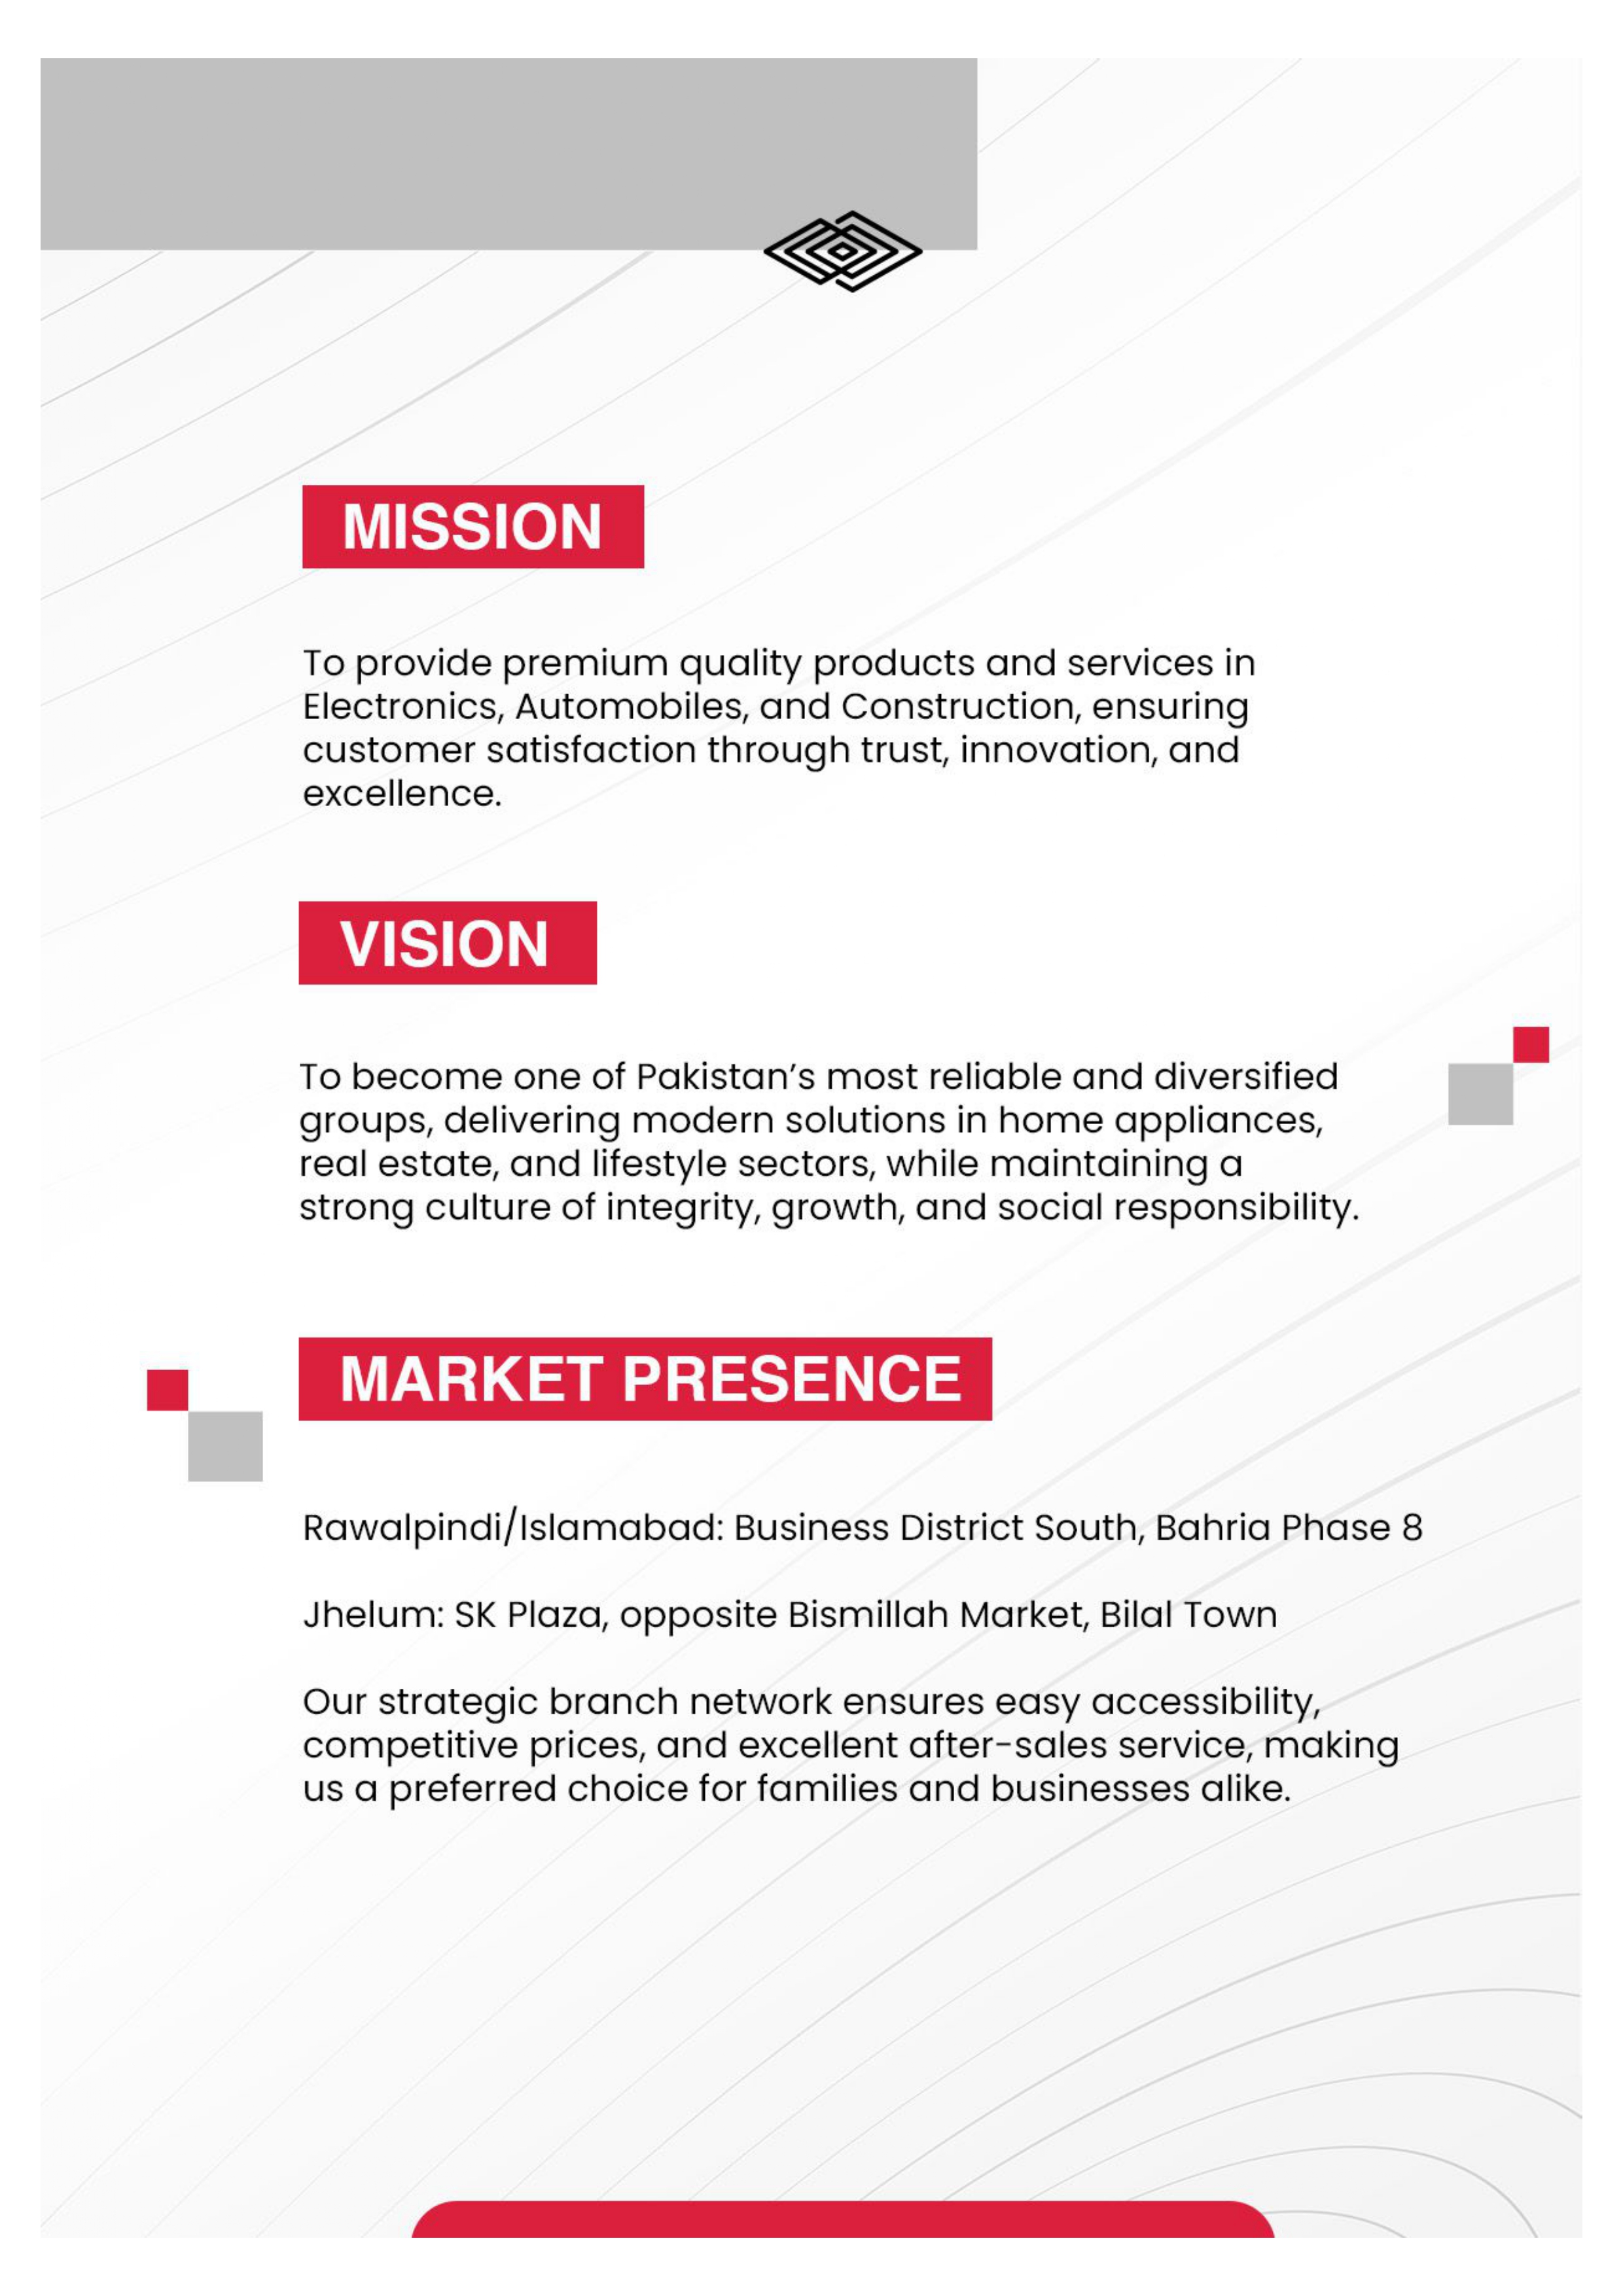 MISSION
To provide premium quality products and services in
Electronics, Automobiles, and Construction, ensuring
customer satisfaction through trust, innovation, and
excellence.
VISION
To become one of Pakistan's most reliable and diversified
groups, delivering modern solutions in home appliances,
real estate, and lifestyle sectors, while maintaining a
strong culture of integrity, growth, and social responsibility.
MARKET PRESENCE
Rawalpindi/Islamabad: Business District South, Bahria Phase 8
Jhelum: SK Plaza, opposite Bismillah Market, Bilal Town
Our strategic branch network ensures easy accessibility,
competitive prices, and excellent after-sales service, making
us a preferred choice for families and businesses alike.